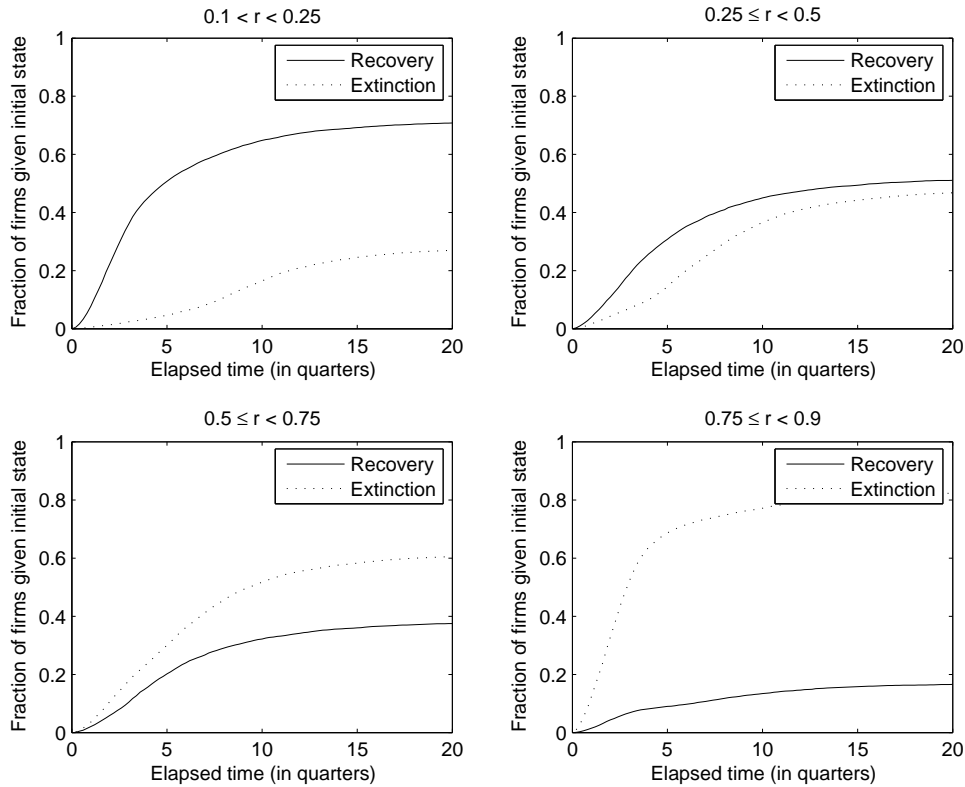 0.1 < r < 0.25
Fraction of firms given initial state
1
0.8
0.6
0.4
0.2
0
Recovery
Extinction
0 5 10 15 20
Elapsed time (in quarters)
0.25 ≤ r < 0.5
Fraction of firms given initial state
1
0.8
0.6
0.4
0.2
0
Recovery
Extinction
0 5 10 15 20
Elapsed time (in quarters)
0.5 ≤ r < 0.75
Fraction of firms given initial state
1
0.8
0.6
0.4
0.2
0
Recovery
Extinction
0 5 10 15 20
Elapsed time (in quarters)
0.75 ≤ r < 0.9
Fraction of firms given initial state
1
0.8
0.6
0.4
0.2
0
Recovery
Extinction
0 5 10 15 20
Elapsed time (in quarters)